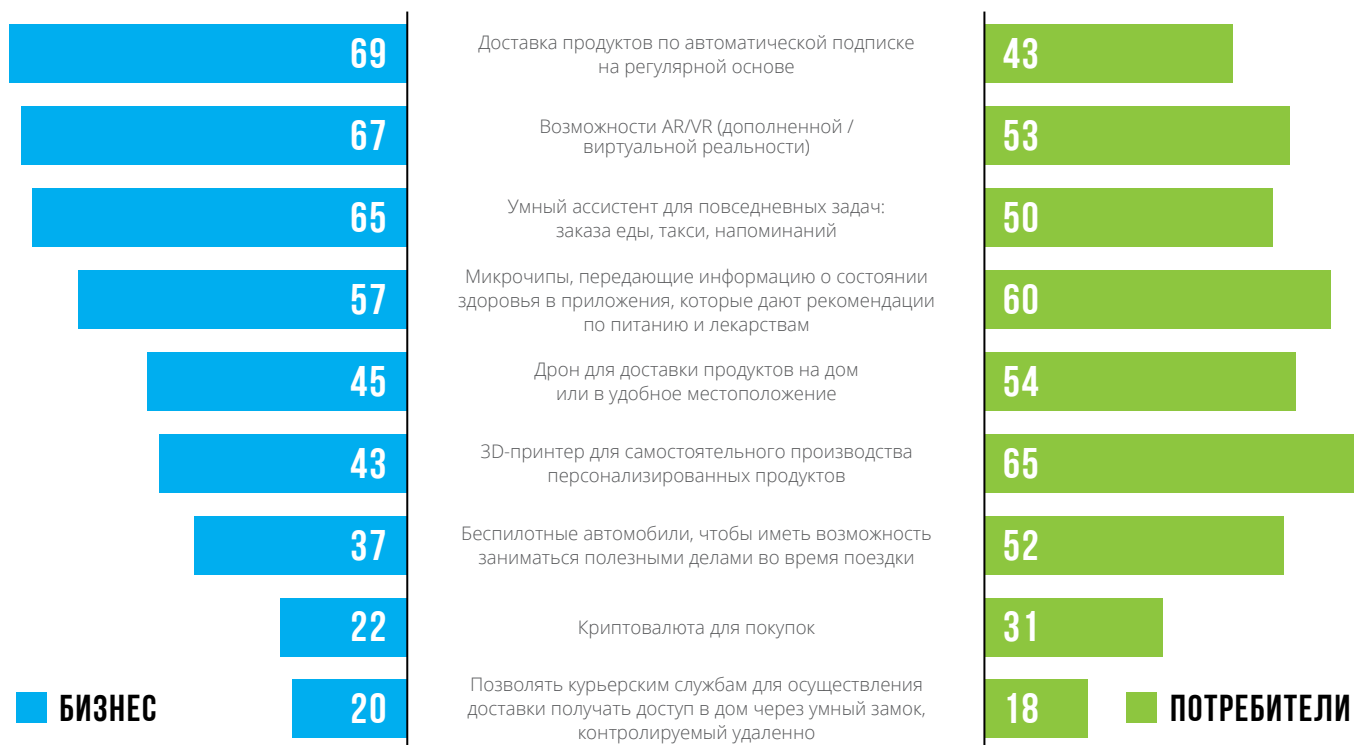 69
Доставка продуктов по автоматической подписке
на регулярной основе
43
67
Возможности AR/VR (дополненной /
виртуальной реальности)
53
65
Умный ассистент для повседневных задач:
заказа еды, такси, напоминаний
50
57
Микрочипы, передающие информацию о состоянии
здоровья в приложения, которые дают рекомендации
по питанию и лекарствам
60
45
Дрон для доставки продуктов на дом
или в удобное местоположение
54
43
3D-принтер для самостоятельного производства
персонализированных продуктов
65
37
Беспилотные автомобили, чтобы иметь возможность
заниматься полезными делами во время поездки
52
22
Криптовалюта для покупок
31
БИЗНЕС
20
Позволять курьерским службам для осуществления
доставки получать доступ в дом через умный замок,
контролируемый удаленно
18
ПОТРЕБИТЕЛИ